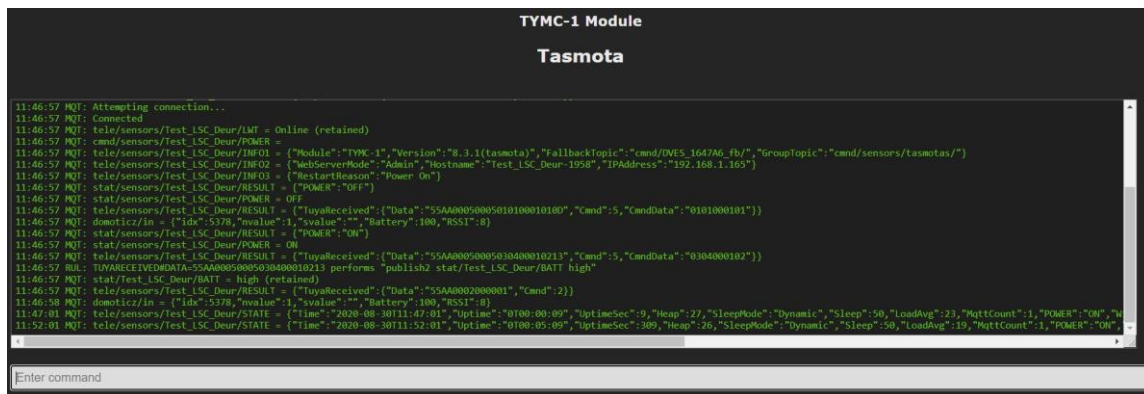 TYMC-1 Module
Tasmota
11:46:57 MQT: Attempting connection...
11:46:57 MQT: Connected
11:46:57 MQT: tele/sensors/Test_LSC_Deur/LWT = Online (retained)
11:46:57 MQT: cmnd/sensors/Test_LSC_Deur/POWER =
11:46:57 MQT: tele/sensors/Test_LSC_Deur/INFO1 = {"Module":"TYMC-1","Version":"8.3.1(tasmota)","FallbackTopic":"cmnd/DVES_1647A6_fb/","GroupTopic":"cmnd/sensors/tasmotas/"}
11:46:57 MQT: tele/sensors/Test_LSC_Deur/INFO2 = {"WebServerMode":"Admin","Hostname":"Test_LSC_Deur-1958","IPAddress":"192.168.1.165"}
11:46:57 MQT: tele/sensors/Test_LSC_Deur/INFO3 = {"RestartReason":"Power On"}
11:46:57 MQT: stat/sensors/Test_LSC_Deur/RESULT = {"POWER":"OFF"}
11:46:57 MQT: stat/sensors/Test_LSC_Deur/POWER = OFF
11:46:57 MQT: tele/sensors/Test_LSC_Deur/RESULT = {"TuyaReceived":{"Data":"55AA0005000501010001010D","Cmnd":5,"CmndData":"0101000101"}}
11:46:57 MQT: domoticz/in = {"idx":5378,"nvalue":1,"svalue":"","Battery":100,"RSSI":8}
11:46:57 MQT: stat/sensors/Test_LSC_Deur/RESULT = {"POWER":"ON"}
11:46:57 MQT: stat/sensors/Test_LSC_Deur/POWER = ON
11:46:57 MQT: tele/sensors/Test_LSC_Deur/RESULT = {"TuyaReceived":{"Data":"55AA00050005030400010213","Cmnd":5,"CmndData":"0304000102"}}
11:46:57 RUL: TUYARECEIVED#DATA=55AA00050005030400010213 performs "publish2 stat/Test_LSC_Deur/BATT high"
11:46:57 MQT: stat/Test_LSC_Deur/BATT = high (retained)
11:46:57 MQT: tele/sensors/Test_LSC_Deur/RESULT = {"TuyaReceived":{"Data":"55AA0002000001","Cmnd":2}}
11:46:58 MQT: domoticz/in = {"idx":5378,"nvalue":1,"svalue":"","Battery":100,"RSSI":8}
11:47:01 MQT: tele/sensors/Test_LSC_Deur/STATE = {"Time":"2020-08-30T11:47:01","Uptime":"0T00:00:09","UptimeSec":9,"Heap":27,"SleepMode":"Dynamic","Sleep":50,"LoadAvg":23,"MqttCount":1,"POWER":"ON","W
11:52:01 MQT: tele/sensors/Test_LSC_Deur/STATE = {"Time":"2020-08-30T11:52:01","Uptime":"0T00:05:09","UptimeSec":309,"Heap":26,"SleepMode":"Dynamic","Sleep":50,"LoadAvg":19,"MqttCount":1,"POWER":"ON",
Enter command